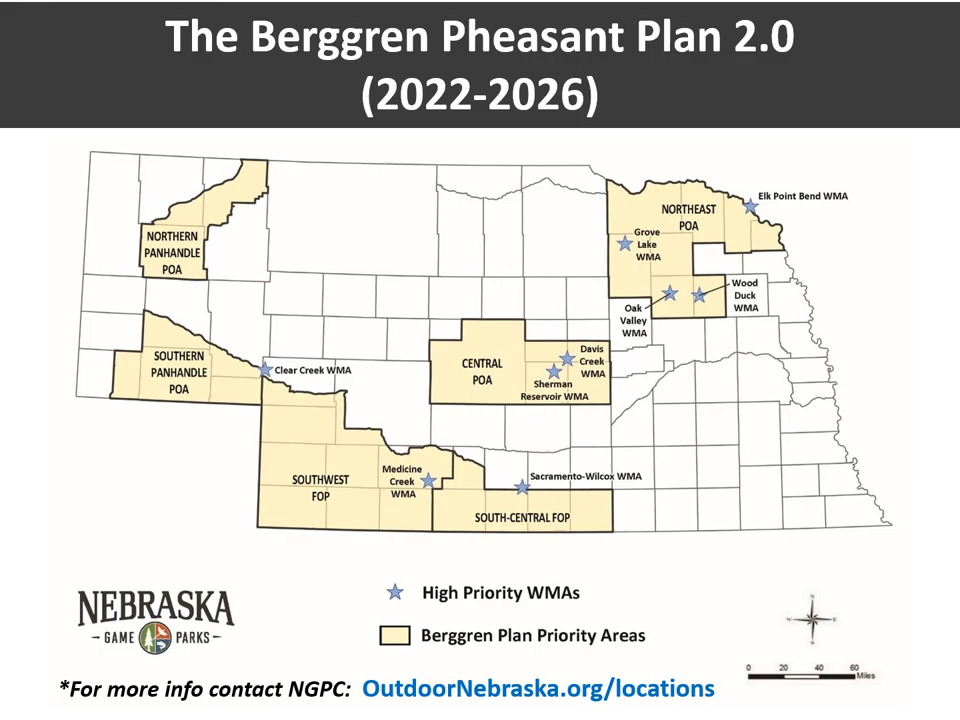 The Berggren Pheasant Plan 2.0
(2022-2026)
Elk Point Bend WMA
NORTHEAST
POA
Grove
Lake
WMA
NORTHERN
PANHANDLE
POA
Wood
Duck
WMA
Oak
Valley
WMA
SOUTHERN
PANHANDLE
POA
Clear Creek WMA
CENTRAL
POA
Davis
Creek
WMA
Sherman
Reservoir WMA
SOUTHWEST
FOP
Medicine
Creek
WMA
Sacramento-Wilcox WMA
SOUTH-CENTRAL FOP
NEBRASKA
GAME PARKS
High Priority WMAs
Berggren Plan Priority Areas
N
W E
S
0 20 40 60
Miles
*For more info contact NGPC: OutdoorNebraska.org/locations